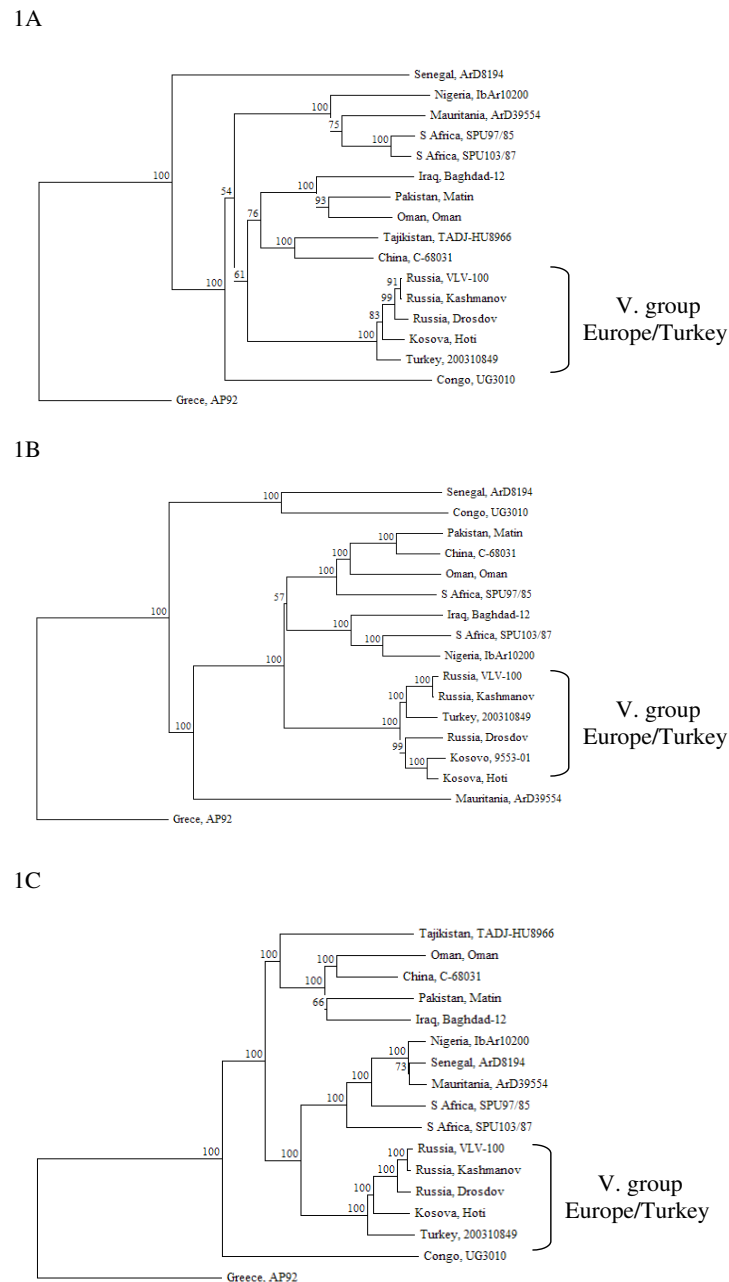 1A
Senegal, ArD8194
100
Nigeria, IbAr10200
Mauritania, ArD39554
75
100
S Africa, SPU97/85
S Africa, SPU103/87
100
54
Iraq, Baghdad-12
100
93
Pakistan, Matin
Oman, Oman
76
Tajikistan, TADJ-HU8966
100
China, C-68031
61
91
Russia, VLV-100
99
Russia, Kashmanov
83
Russia, Drosdov
100
Kosova, Hoti
Turkey, 200310849
V. group
Europe/Turkey
100
Congo, UG3010
Grece, AP92
1B
100
Senegal, ArD8194
Congo, UG3010
100
Pakistan, Matin
100
China, C-68031
100
Oman, Oman
57
S Africa, SPU97/85
100
Iraq, Baghdad-12
100
S Africa, SPU103/87
Nigeria, IbAr10200
100
100
Russia, VLV-100
100
Russia, Kashmanov
100
Turkey, 200310849
99
Russia, Drosdov
100
Kosovo, 9553-01
Kosova, Hoti
V. group
Europe/Turkey
100
Mauritania, ArD39554
Grece, AP92
1C
Tajikistan, TADJ-HU8966
100
100
Oman, Oman
100
China, C-68031
66
Pakistan, Matin
Iraq, Baghdad-12
100
100
Nigeria, IbAr10200
73
Senegal, ArD8194
100
Mauritania, ArD39554
100
S Africa, SPU97/85
S Africa, SPU103/87
100
100
Russia, VLV-100
100
Russia, Kashmanov
100
Russia, Drosdov
100
Kosova, Hoti
Turkey, 200310849
V. group
Europe/Turkey
100
Congo, UG3010
Greece, AP92